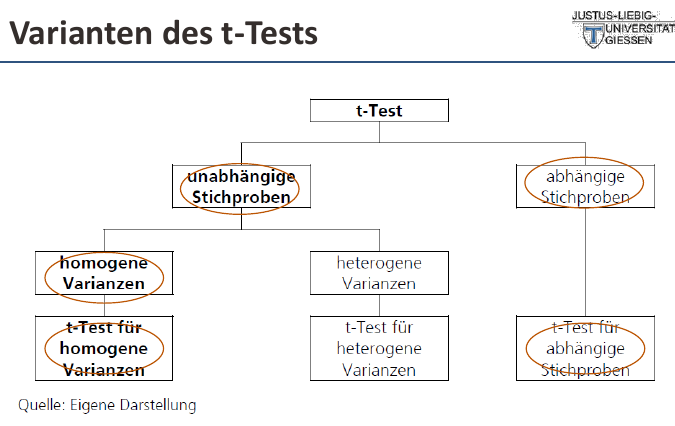 Varianten des t-Tests
JUSTUS-LIEBIG-
UNIVERSITÄT
GIESSEN
t-Test
unabhängige
Stichproben
abhängige
Stichproben
homogene
Varianzen
heterogene
Varianzen
t-Test für
homogene
Varianzen
t-Test für
heterogene
Varianzen
t-Test für
abhängige
Stichproben
Quelle: Eigene Darstellung